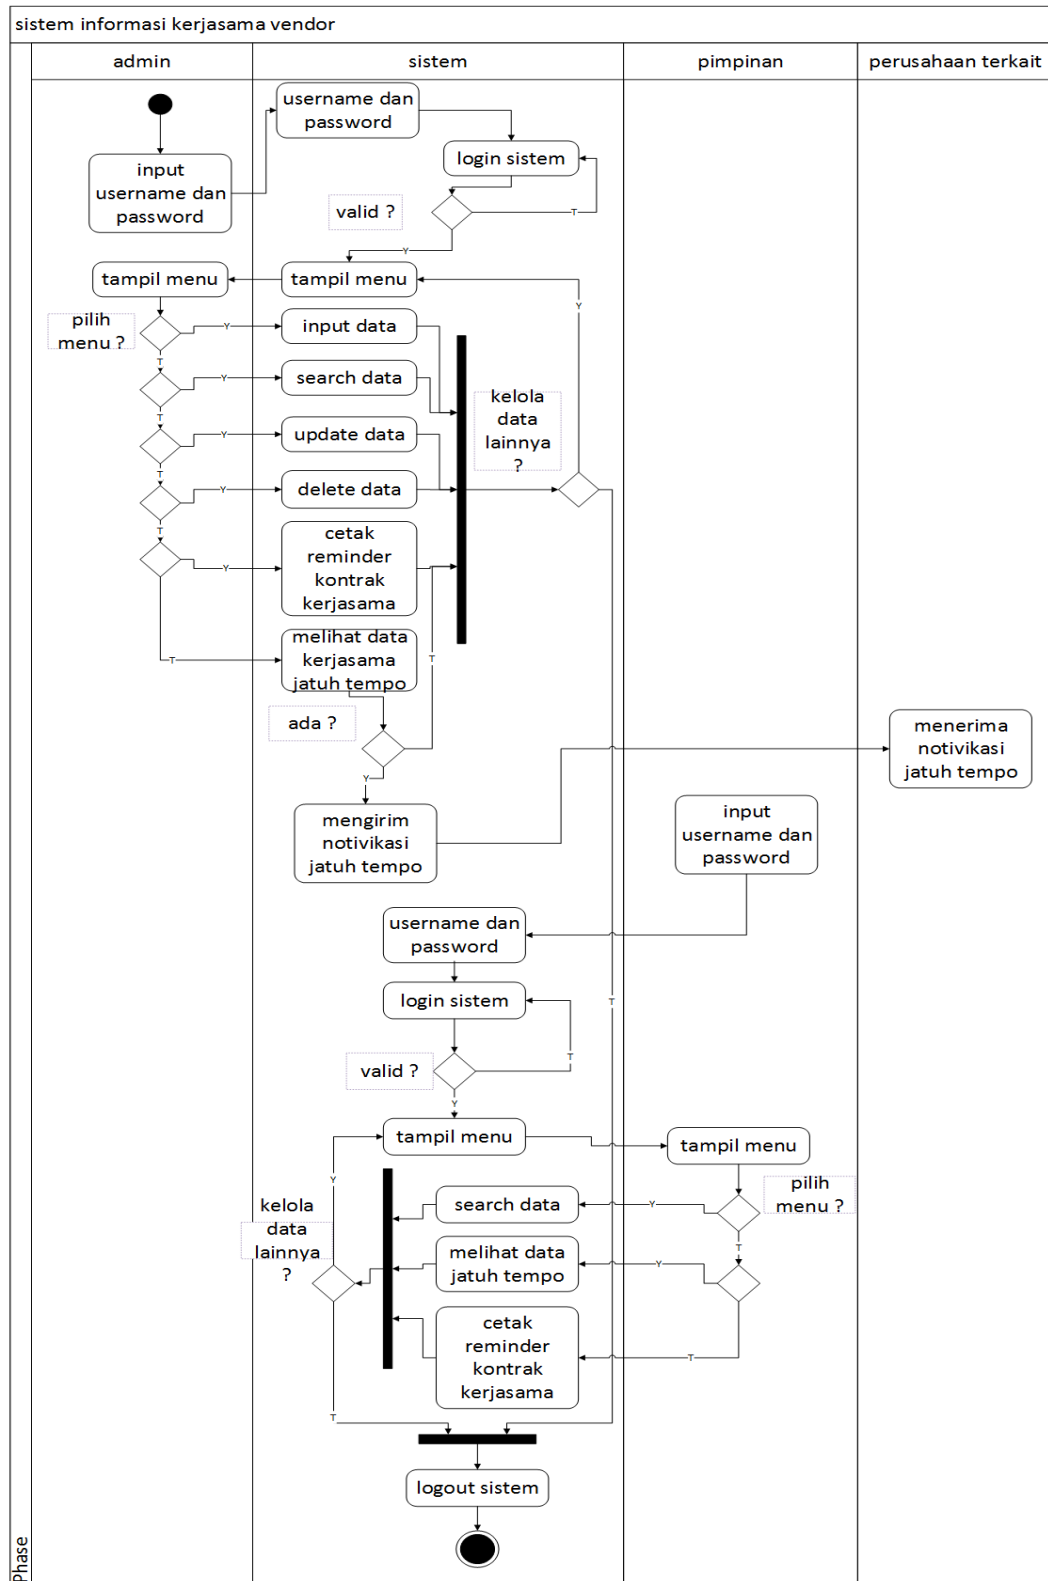 sistem informasi kerjasama vendor
admin
sistem
pimpinan
perusahaan terkait
username dan
password
input
username dan
password
login sistem
valid ?
T
Y
tampil menu
tampil menu
pilih
menu ?
Y
input data
Y
T
Y
search data
kelola
data
lainnya
?
T
Y
update data
T
Y
delete data
T
Y
cetak
reminder
kontrak
kerjasama
T
melihat data
kerjasama
jatuh tempo
T
ada ?
Y
menerima
notivikasi
jatuh tempo
mengirim
notivikasi
jatuh tempo
input
username dan
password
username dan
password
login sistem
T
valid ?
T
Y
tampil menu
tampil menu
pilih
menu ?
Y
kelola
data
lainnya
?
search data
Y
T
melihat data
jatuh tempo
Y
cetak
reminder
kontrak
kerjasama
T
T
logout sistem
Phase